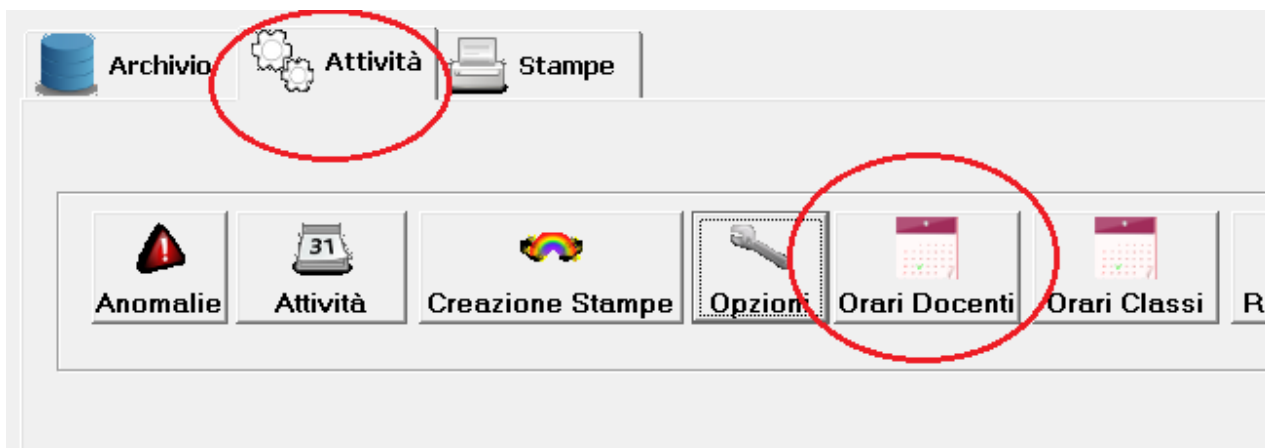 Archivio
Attività
Stampe
31
Anomalie
Attività
Creazione Stampe
Opzioni
Orari Docenti
Orari Classi
R